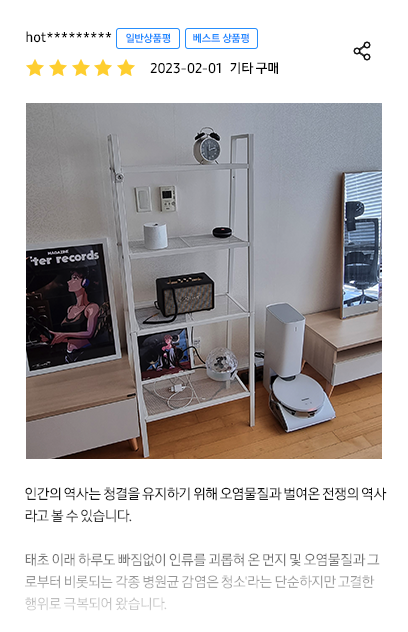 hot********* 일반상품평 베스트 상품평
2023-02-01 기타 구매
MAGAZINE
ter records
인간의 역사는 청결을 유지하기 위해 오염물질과 벌여온 전쟁의 역사
라고 볼 수 있습니다.
태초 이래 하루도 빠짐없이 인류를 괴롭혀 온 먼지 및 오염물질과 그
로부터 비롯되는 각종 병원균 감염은 청소'라는 단순하지만 고결한
행위로 극복되어 왔습니다.